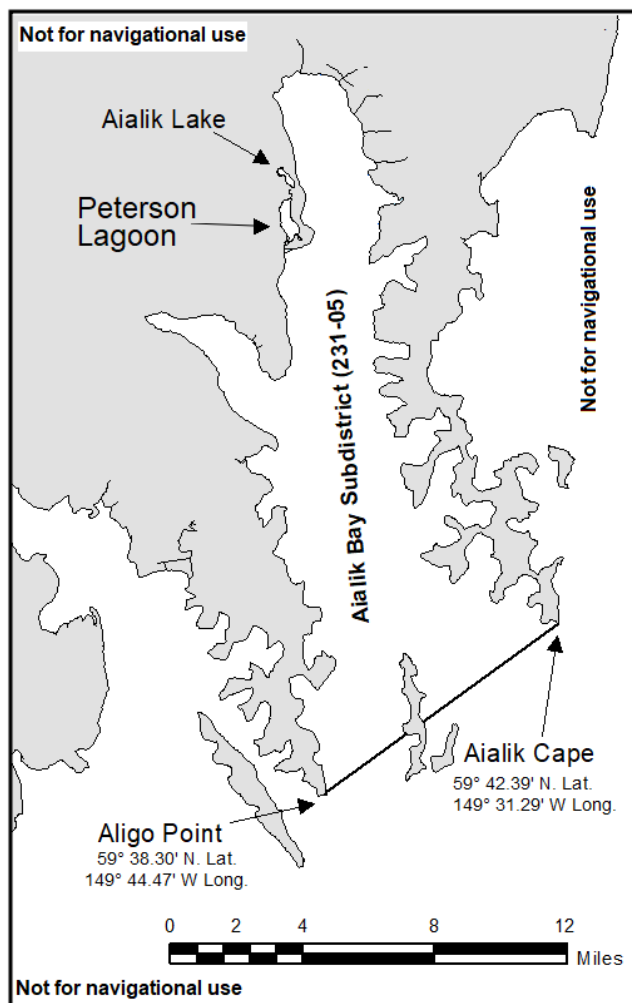 Not for navigational use
Aialik Lake
Peterson
Lagoon
Not for navigational use
Aialik Bay Subdistrict (231-05)
Aialik Cape
59° 42.39' N. Lat.
149° 31.29' W Long.
Aligo Point
59° 38.30' N. Lat.
149° 44.47' W Long.
0 2 4 8 12
Miles
Not for navigational use